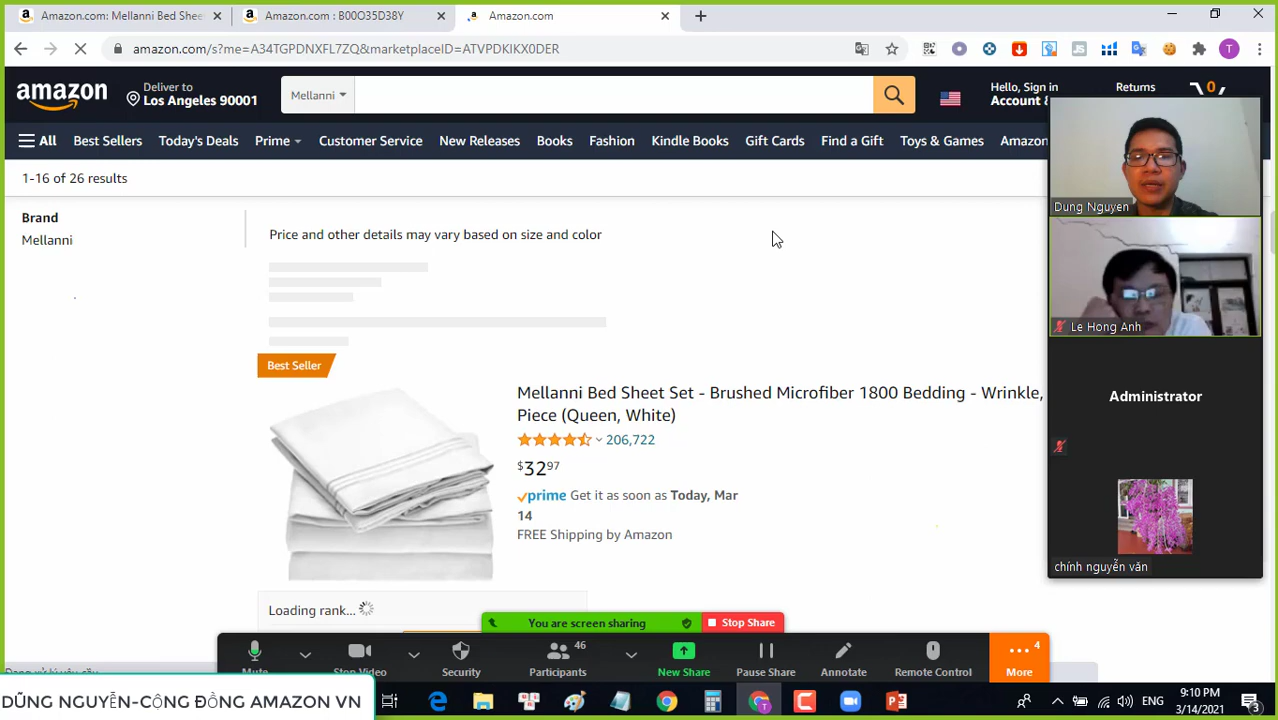 Amazon.com: Mellanni Bed Shee
Amazon.com : B00O35D38Y
Amazon.com
amazon.com/s?me=A34TGPDNXFL7ZQ&marketplaceID=ATVPDKIKX0DER
T
amazon
Deliver to
Los Angeles 90001
Mellanni
Hello, Sign in
Account &
Returns
0
All
Best Sellers
Today's Deals
Prime
Customer Service
New Releases
Books
Fashion
Kindle Books
Gift Cards
Find a Gift
Toys & Games
Amazon
1-16 of 26 results
Brand
Mellanni
Price and other details may vary based on size and color
Best Seller
Mellanni Bed Sheet Set - Brushed Microfiber 1800 Bedding - Wrinkle,
Piece (Queen, White)
206,722
$32 97
prime Get it as soon as Today, Mar
14
FREE Shipping by Amazon
Loading rank...
Dung Nguyen
Le Hong Anh
Administrator
chính nguyễn văn
You are screen sharing
Stop Share
Mute
Stop Video
Security
46
Participants
New Share
Pause Share
Annotate
Remote Control
4
More
DŨNG NGUYỄN-CỘNG ĐỒNG AMAZON VN
ENG
9:10 PM
3/14/2021
3